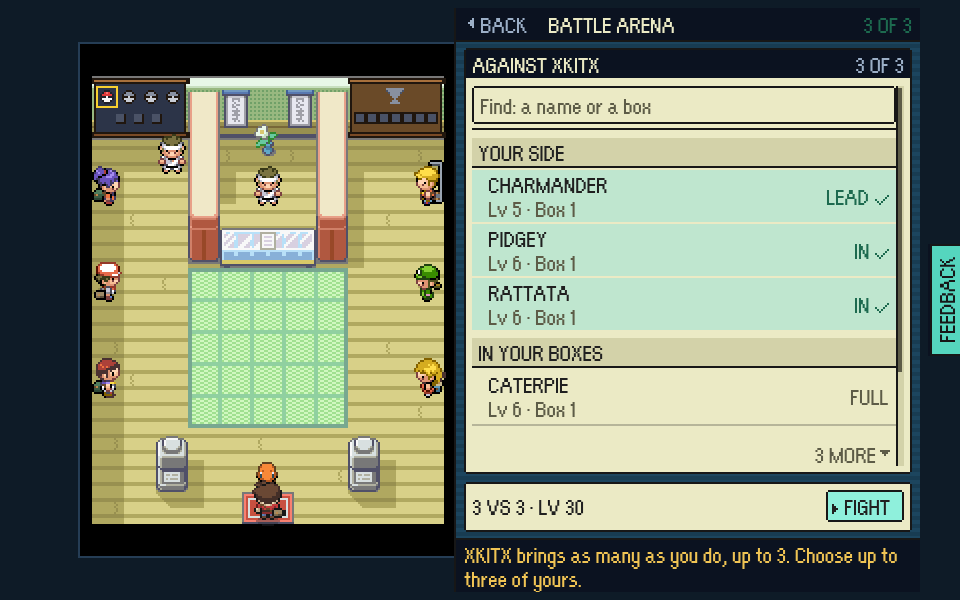 BACK
BATTLE ARENA
3 OF 3
AGAINST XKITX
3 OF 3
Find: a name or a box
YOUR SIDE
CHARMANDER
Lv 5 · Box 1
LEAD ✓
PIDGEY
Lv 6 · Box 1
IN ✓
RATTATA
Lv 6 · Box 1
IN ✓
IN YOUR BOXES
CATERPIE
Lv 6 · Box 1
FULL
3 MORE
3 VS 3 · LV 30
FIGHT
XKITX brings as many as you do, up to 3. Choose up to
three of yours.
FEEDBACK